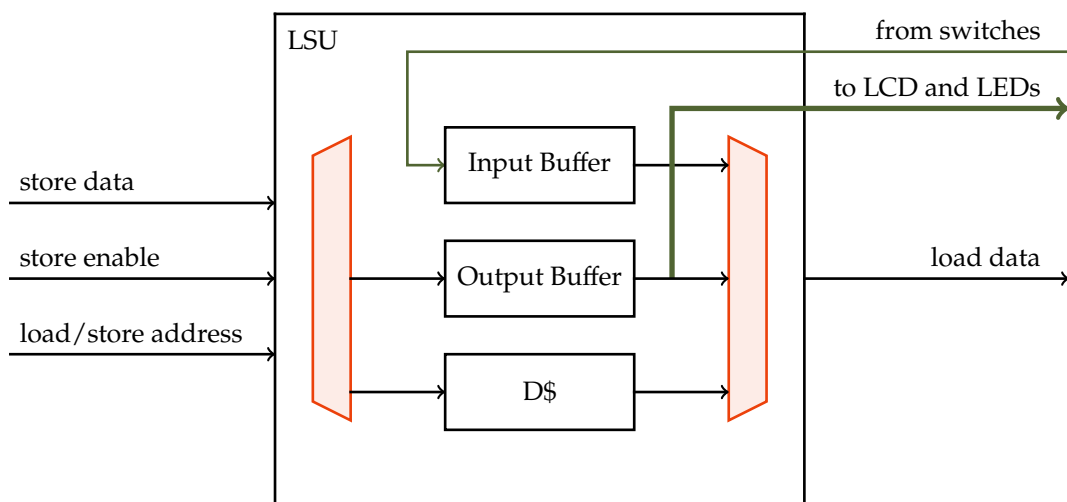 LSU
from switches
to LCD and LEDs
Input Buffer
store data
store enable
Output Buffer
load data
load/store address
D$